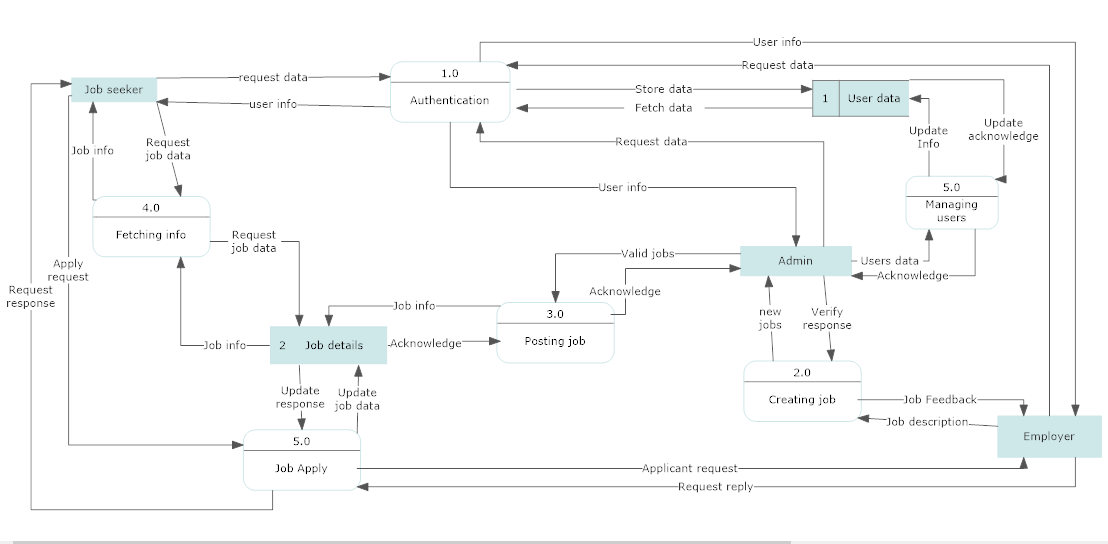 User info
Request data
1.0
Job seeker
request data
Authentication
Store data
1
User data
user info
Fetch data
Update
acknowledge
Update
Info
Request
job data
Job info
Request data
User info
5.0
Managing
users
4.0
Fetching info
Request
job data
Valid jobs
Admin
Users data
Acknowledge
Apply
request
Request
response
Acknowledge
Job info
3.0
Posting job
new
jobs
Verify
response
Job info
2
Job details
Acknowledge
2.0
Creating job
Update
response
Update
job data
Job Feedback
Job description
Employer
5.0
Job Apply
Applicant request
Request reply